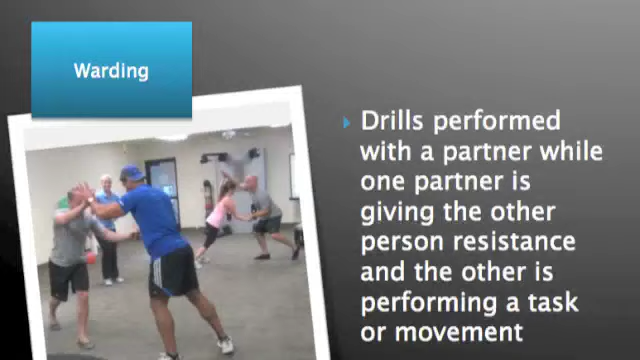 Warding
Drills performed
with a partner while
one partner is
giving the other
person resistance
and the other is
performing a task
or movement